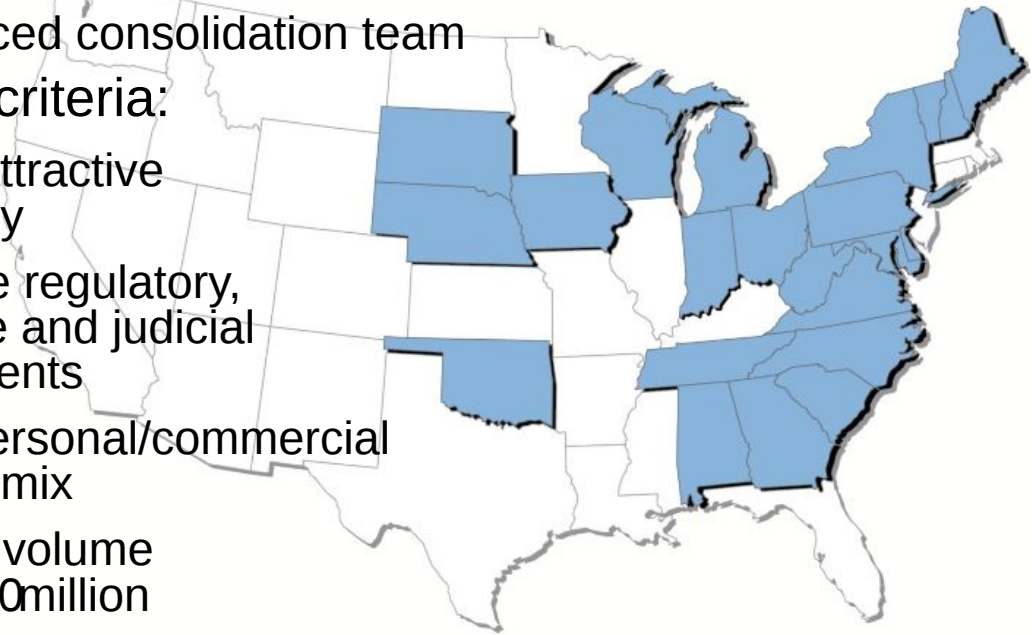 ced consolidation team
criteria:
ttractive
y
e regulatory,
e and judicial
ents
ersonal/commercial
mix
volume
0million